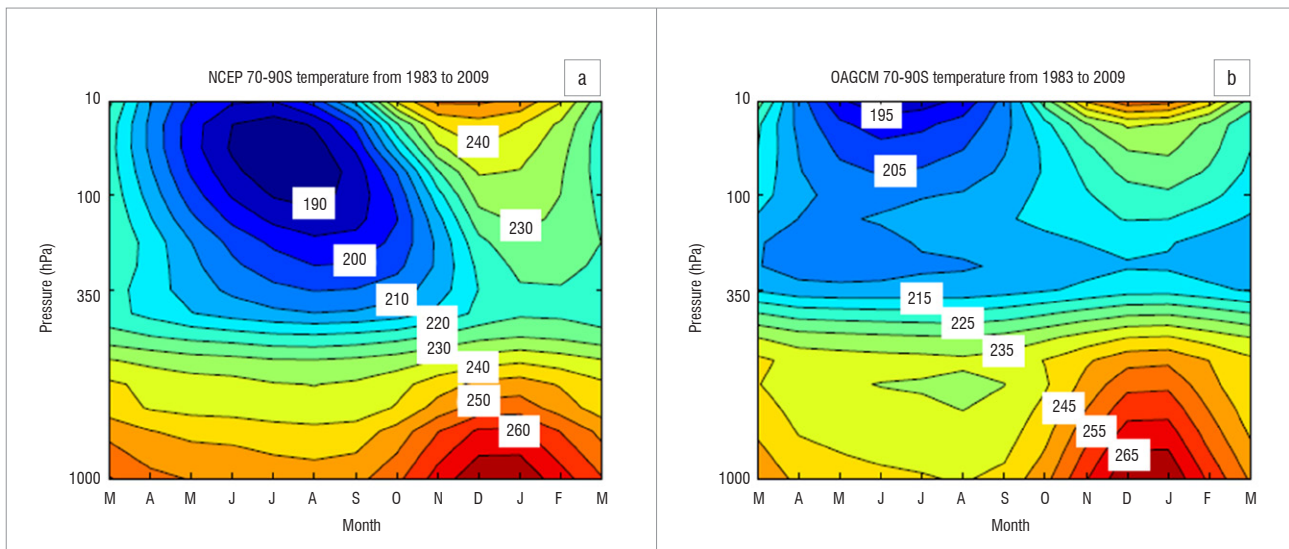 NCEP 70-90S temperature from 1983 to 2009
a
10
100
350
1000
Pressure (hPa)
240
190
230
200
210
220
230
240
250
260
M A M J J A S O N D J F M
Month
OAGCM 70-90S temperature from 1983 to 2009
b
10
100
350
1000
Pressure (hPa)
195
205
215
225
235
245
255
265
M A M J J A S O N D J F M
Month